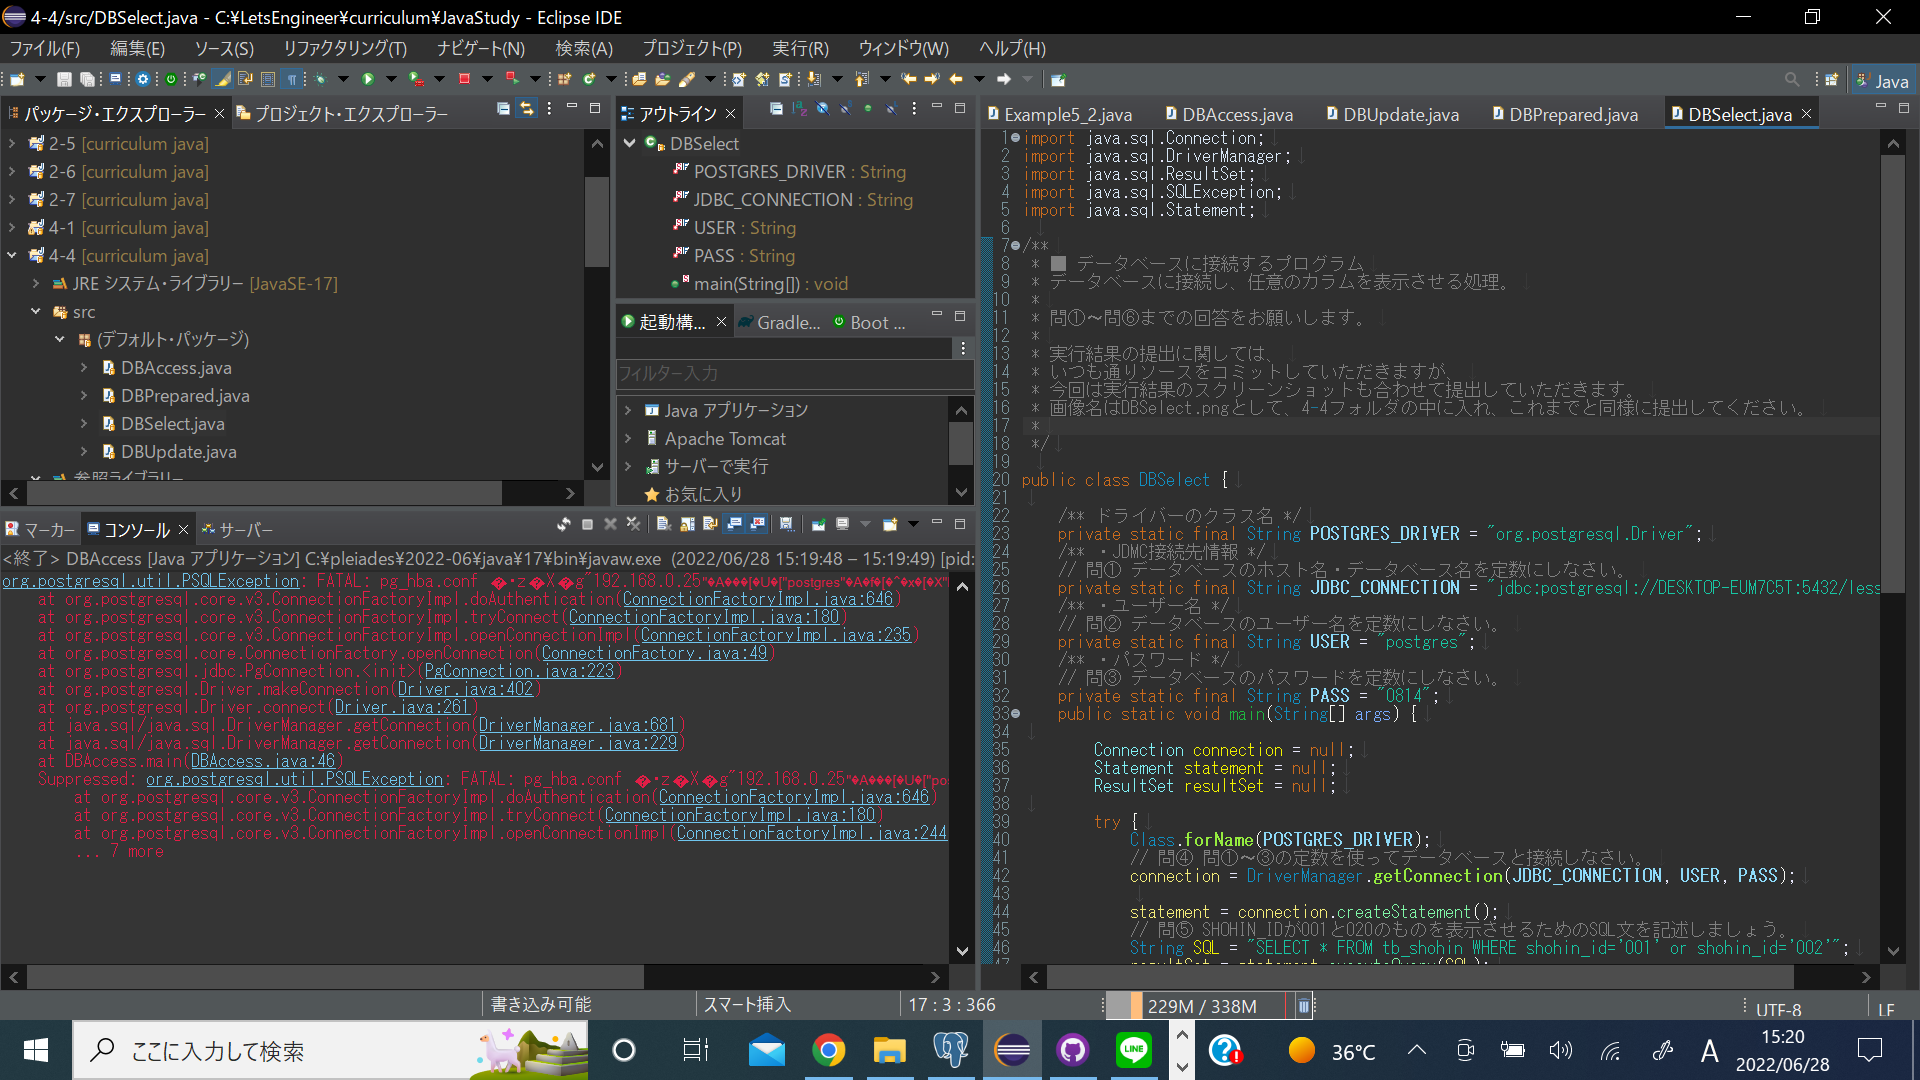 4-4/src/DBSelect.java - C:¥LetsEngineer¥curriculum¥JavaStudy - Eclipse IDE
ファイル(F) 編集(E) ソース(S) リファクタリング(T) ナビゲート(N) 検索(A) プロジェクト(P) 実行(R) ウィンドウ(W) ヘルプ(H)
Java
パッケージ・エクスプローラー プロジェクト・エクスプローラー
2-5 [curriculum java]
2-6 [curriculum java]
2-7 [curriculum java]
4-1 [curriculum java]
4-4 [curriculum java]
JRE システム・ライブラリー [JavaSE-17]
src
(デフォルト・パッケージ)
DBAccess.java
DBPrepared.java
DBSelect.java
DBUpdate.java
参照ライブラリー
アウトライン
DBSelect
POSTGRES_DRIVER : String
JDBC_CONNECTION : String
USER : String
PASS : String
main(String[]) : void
起動構... Gradle... Boot ...
フィルター入力
Java アプリケーション
Apache Tomcat
サーバーで実行
お気に入り
マーカー コンソール サーバー
<終了> DBAccess [Java アプリケーション] C:¥pleiades¥2022-06¥java¥17¥bin¥javaw.exe (2022/06/28 15:19:48 – 15:19:49) [pid:
org.postgresql.util.PSQLException: FATAL: pg_hba.conf
at org.postgresql.core.v3.ConnectionFactoryImpl.doAuthentication(ConnectionFactoryImpl.java:646)
at org.postgresql.core.v3.ConnectionFactoryImpl.tryConnect(ConnectionFactoryImpl.java:180)
at org.postgresql.core.v3.ConnectionFactoryImpl.openConnectionImpl(ConnectionFactoryImpl.java:235)
at org.postgresql.core.ConnectionFactory.openConnection(ConnectionFactory.java:49)
at org.postgresql.jdbc.PgConnection.<init>(PgConnection.java:223)
at org.postgresql.Driver.makeConnection(Driver.java:402)
at org.postgresql.Driver.connect(Driver.java:261)
at java.sql/java.sql.DriverManager.getConnection(DriverManager.java:681)
at java.sql/java.sql.DriverManager.getConnection(DriverManager.java:229)
at DBAccess.main(DBAccess.java:46)
Suppressed: org.postgresql.util.PSQLException: FATAL: pg_hba.conf
at org.postgresql.core.v3.ConnectionFactoryImpl.doAuthentication(ConnectionFactoryImpl.java:646)
at org.postgresql.core.v3.ConnectionFactoryImpl.tryConnect(ConnectionFactoryImpl.java:180)
at org.postgresql.core.v3.ConnectionFactoryImpl.openConnectionImpl(ConnectionFactoryImpl.java:244
... 7 more
Example5_2.java DBAccess.java DBUpdate.java DBPrepared.java DBSelect.java
1 import java.sql.Connection;
2 import java.sql.DriverManager;
3 import java.sql.ResultSet;
4 import java.sql.SQLException;
5 import java.sql.Statement;
6
7 /**
8 * ■ データベースに接続するプログラム
9 * データベースに接続し、任意のカラムを表示させる処理。
10 *
11 * 問①～問⑥までの回答をお願いします。
12 *
13 * 実行結果の提出に関しては、
14 * いつも通りソースをコミットしていただきますが、
15 * 今回は実行結果のスクリーンショットも合わせて提出していただきます。
16 * 画像名はDBSelect.pngとして、4-4フォルダの中に入れ、これまでと同様に提出してください。
17 *
18 */
19
20 public class DBSelect {
21
22 /** ドライバーのクラス名 */
23 private static final String POSTGRES_DRIVER = "org.postgresql.Driver";
24 /** ・JDMC接続先情報 */
25 // 問① データベースのホスト名・データベース名を定数にしなさい。
26 private static final String JDBC_CONNECTION = "jdbc:postgresql://DESKTOP-EUM7C5T:5432/less
27 /** ・ユーザー名 */
28 // 問② データベースのユーザー名を定数にしなさい。
29 private static final String USER = "postgres";
30 /** ・パスワード */
31 // 問③ データベースのパスワードを定数にしなさい。
32 private static final String PASS = "0814";
33 public static void main(String[] args) {
34
35 Connection connection = null;
36 Statement statement = null;
37 ResultSet resultSet = null;
38
39 try {
40 Class.forName(POSTGRES_DRIVER);
41 // 問④ 問①～③の定数を使ってデータベースと接続しなさい。
42 connection = DriverManager.getConnection(JDBC_CONNECTION, USER, PASS);
43
44 statement = connection.createStatement();
45 // 問⑤ SHOHIN_IDが001と020のものを表示させるためのSQL文を記述しましょう。
46 String SQL = "SELECT * FROM tb_shohin WHERE shohin_id='001' or shohin_id='002'";
47 resultSet = statement.executeQuery(SQL);
書き込み可能 スマート挿入 17 : 3 : 366 229M / 338M UTF-8 LF
ここに入力して検索
LINE
36°C
A
15:20
2022/06/28